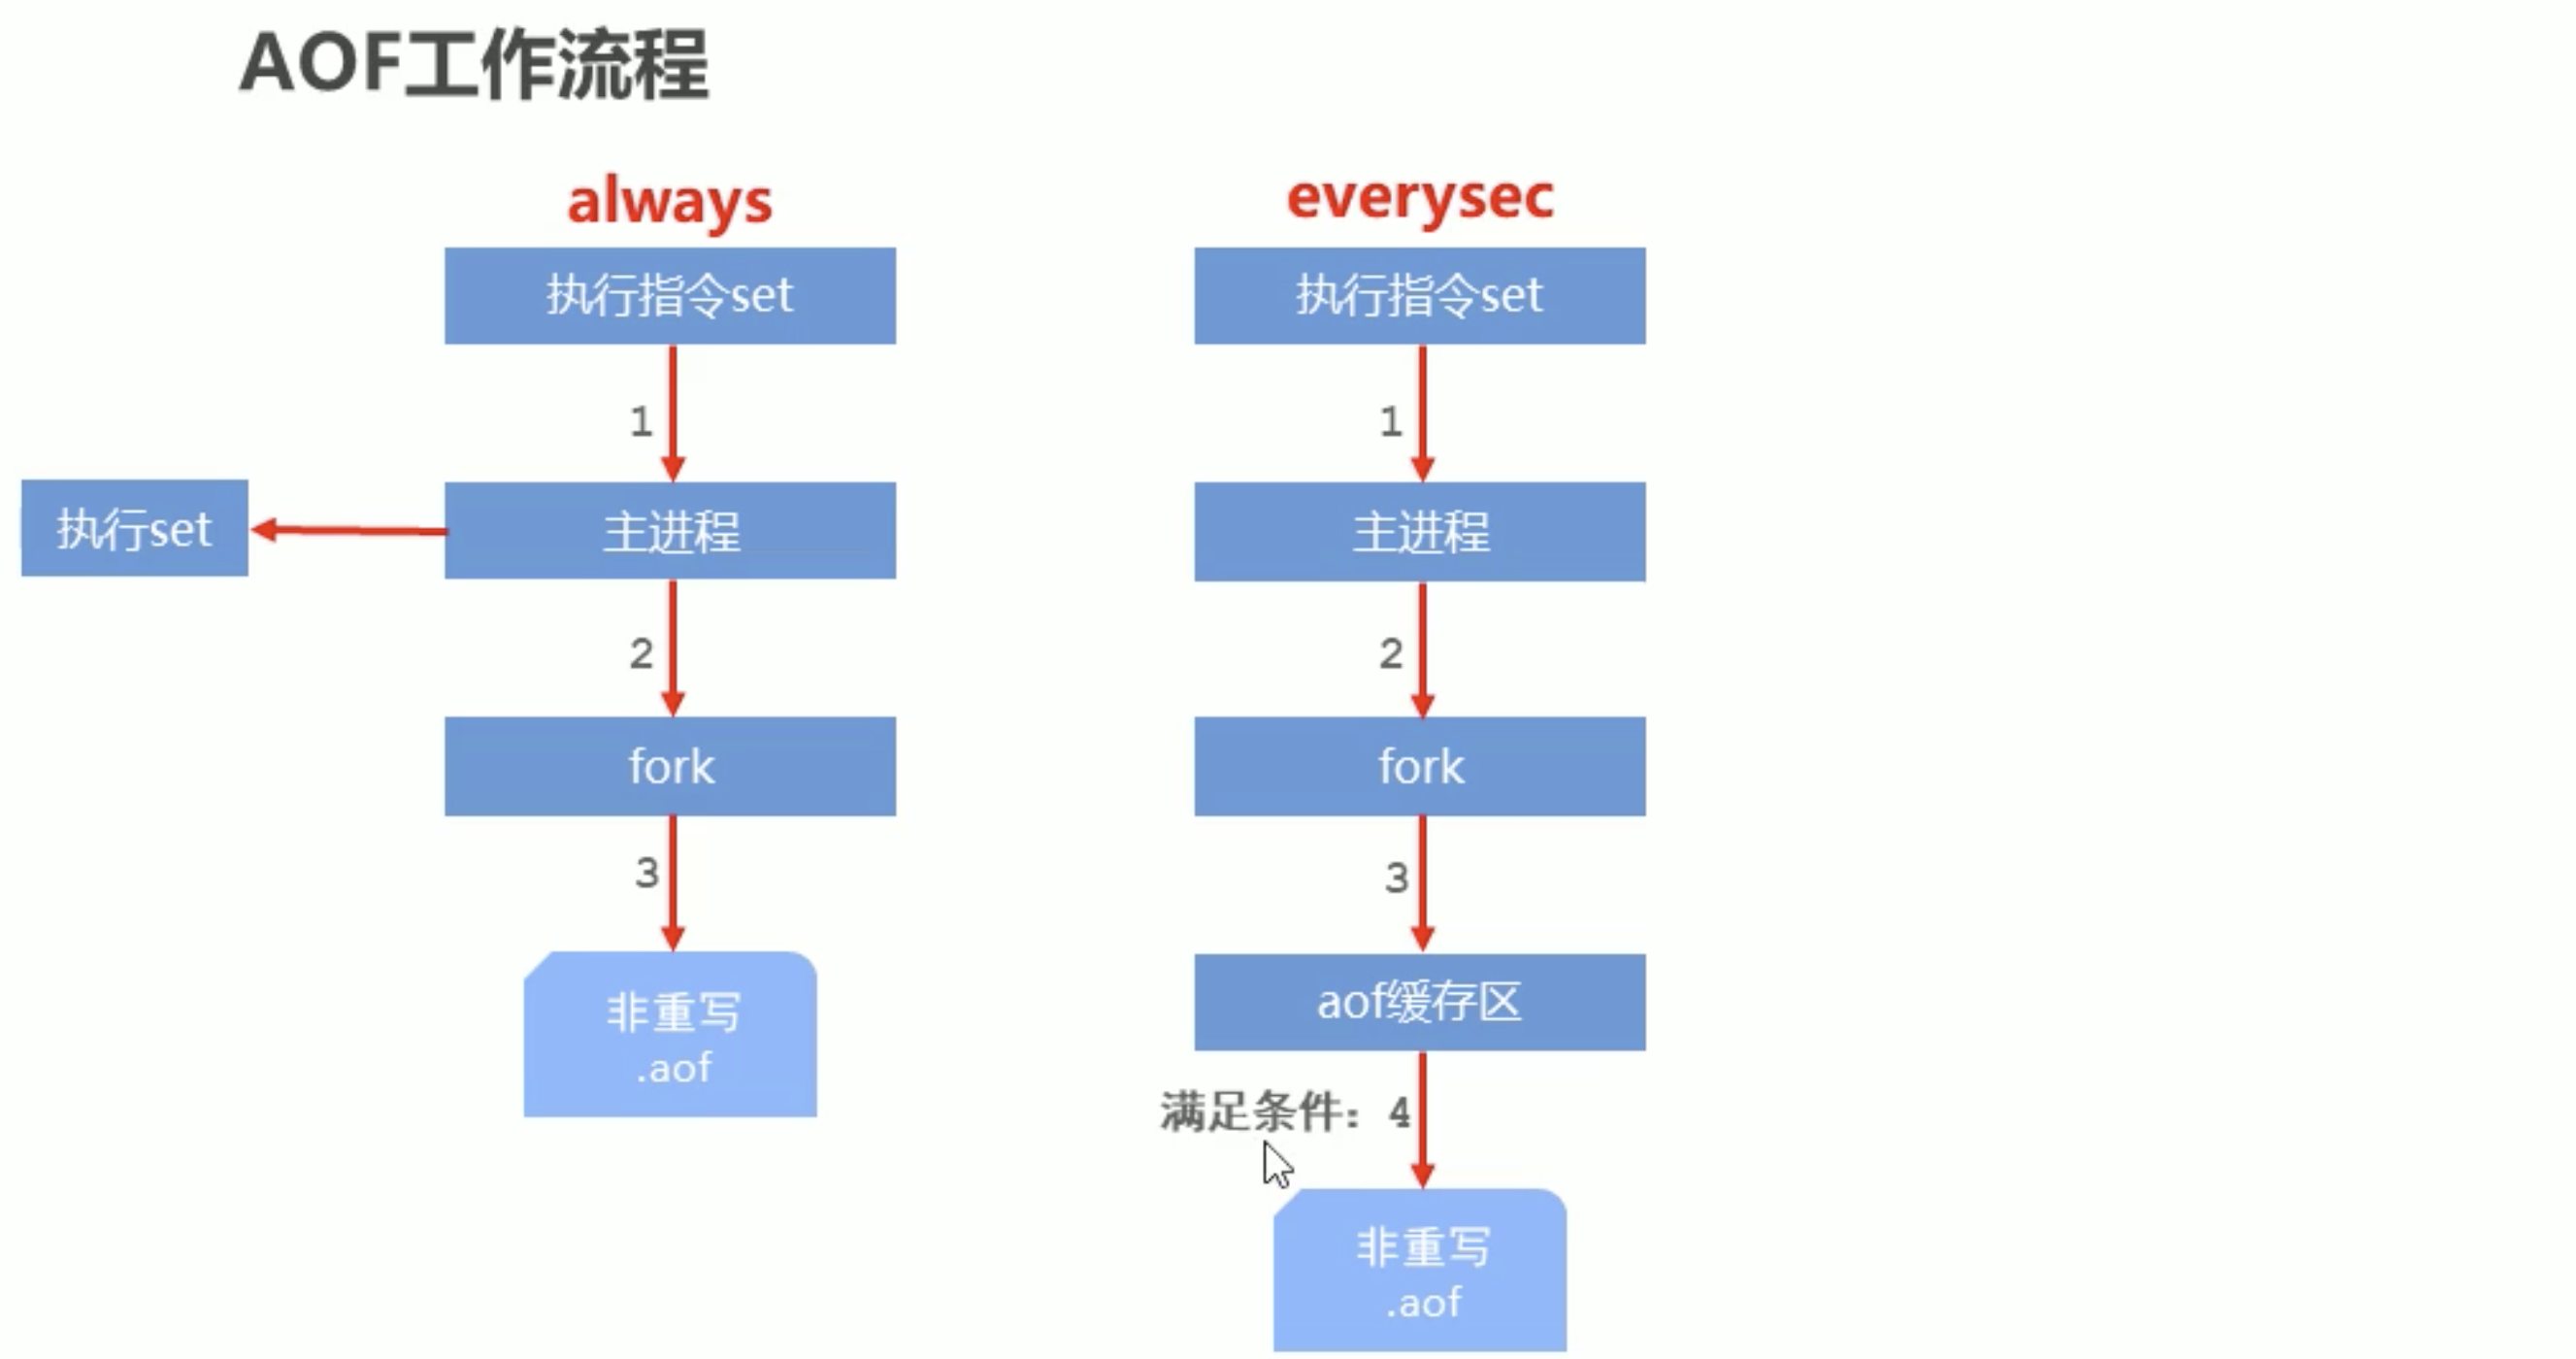 AOF工作流程
always
执行指令set
1
执行set
主进程
2
fork
3
非重写
.aof
everysec
执行指令set
1
主进程
2
fork
3
aof缓存区
满足条件：4
非重写
.aof